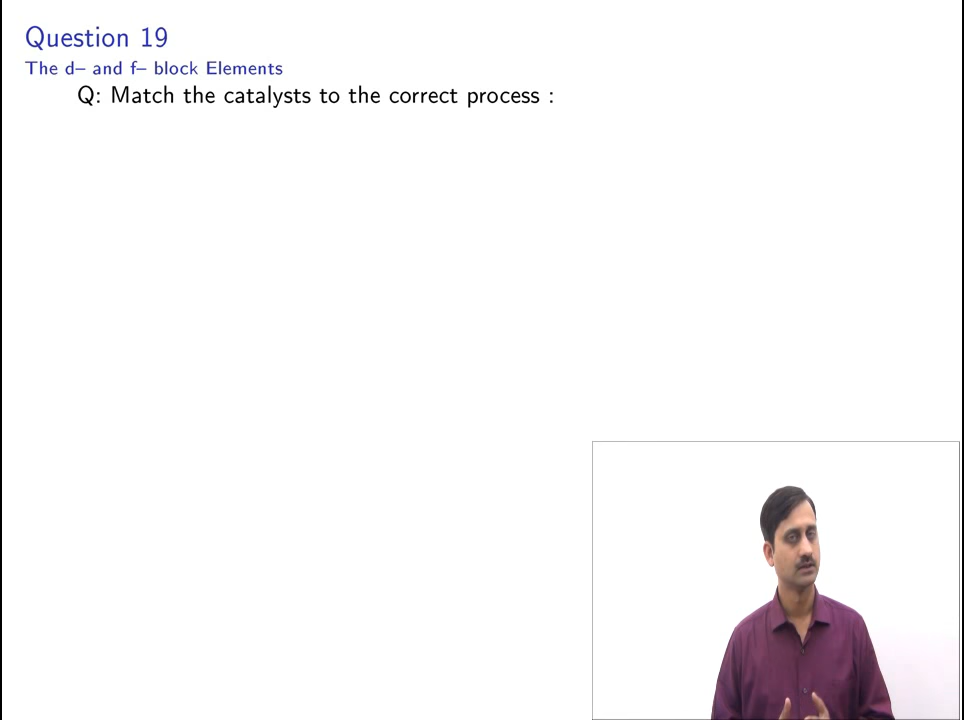 Question 19
The d– and f– block Elements
Q: Match the catalysts to the correct process :